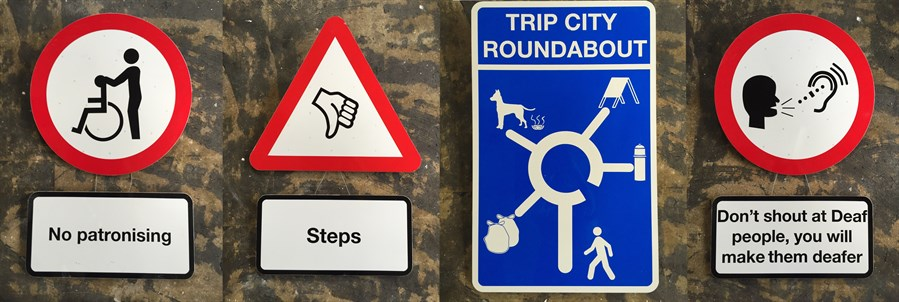 No patronising
Steps
TRIP CITY
ROUNDABOUT
Don't shout at Deaf
people, you will
make them deafer